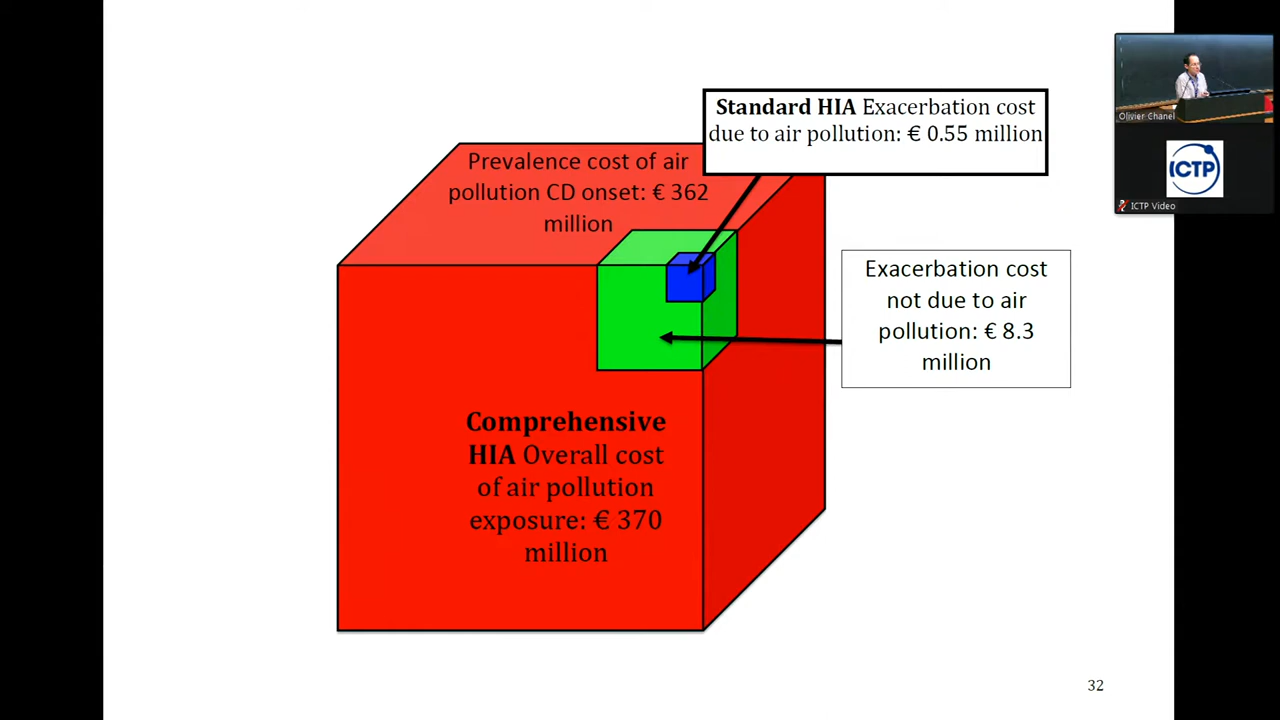 Standard HIA Exacerbation cost
due to air pollution: € 0.55 million
Prevalence cost of air
pollution CD onset: € 362
million
Exacerbation cost
not due to air
pollution: € 8.3
million
Comprehensive
HIA Overall cost
of air pollution
exposure: € 370
million
32
Olivier Chanel
ICTP
ICTP Video